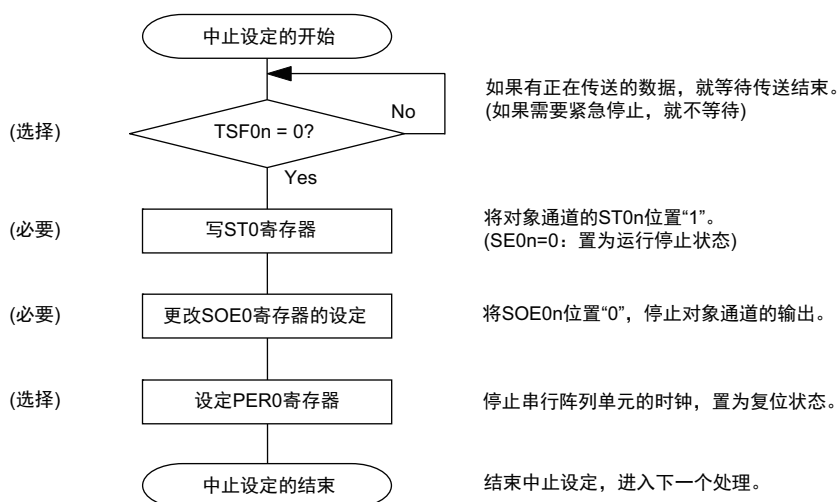 中止设定的开始
如果有正在传送的数据，就等待传送结束。
(如果需要紧急停止，就不等待)
(选择)
TSF0n = 0?
No
Yes
(必要)
写ST0寄存器
将对象通道的ST0n位置“1”。
(SE0n=0：置为运行停止状态)
(必要)
更改SOE0寄存器的设定
将SOE0n位置“0”，停止对象通道的输出。
(选择)
设定PER0寄存器
停止串行阵列单元的时钟，置为复位状态。
中止设定的结束
结束中止设定，进入下一个处理。